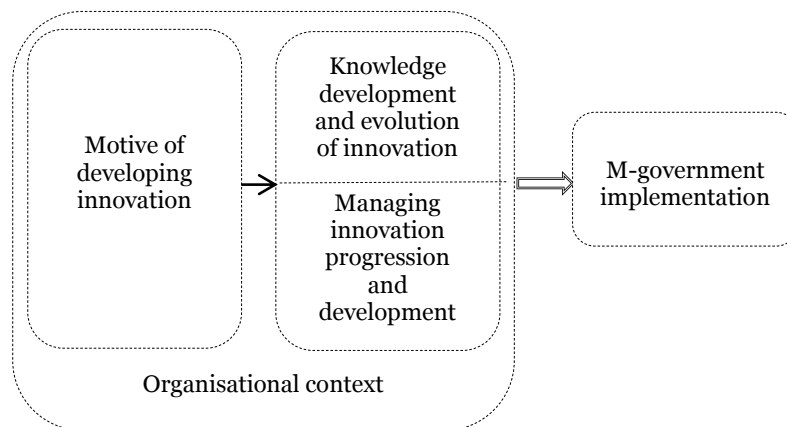 Motive of
developing
innovation
Knowledge
development
and evolution
of innovation
Managing
innovation
progression
and
development
M-government
implementation
Organisational context